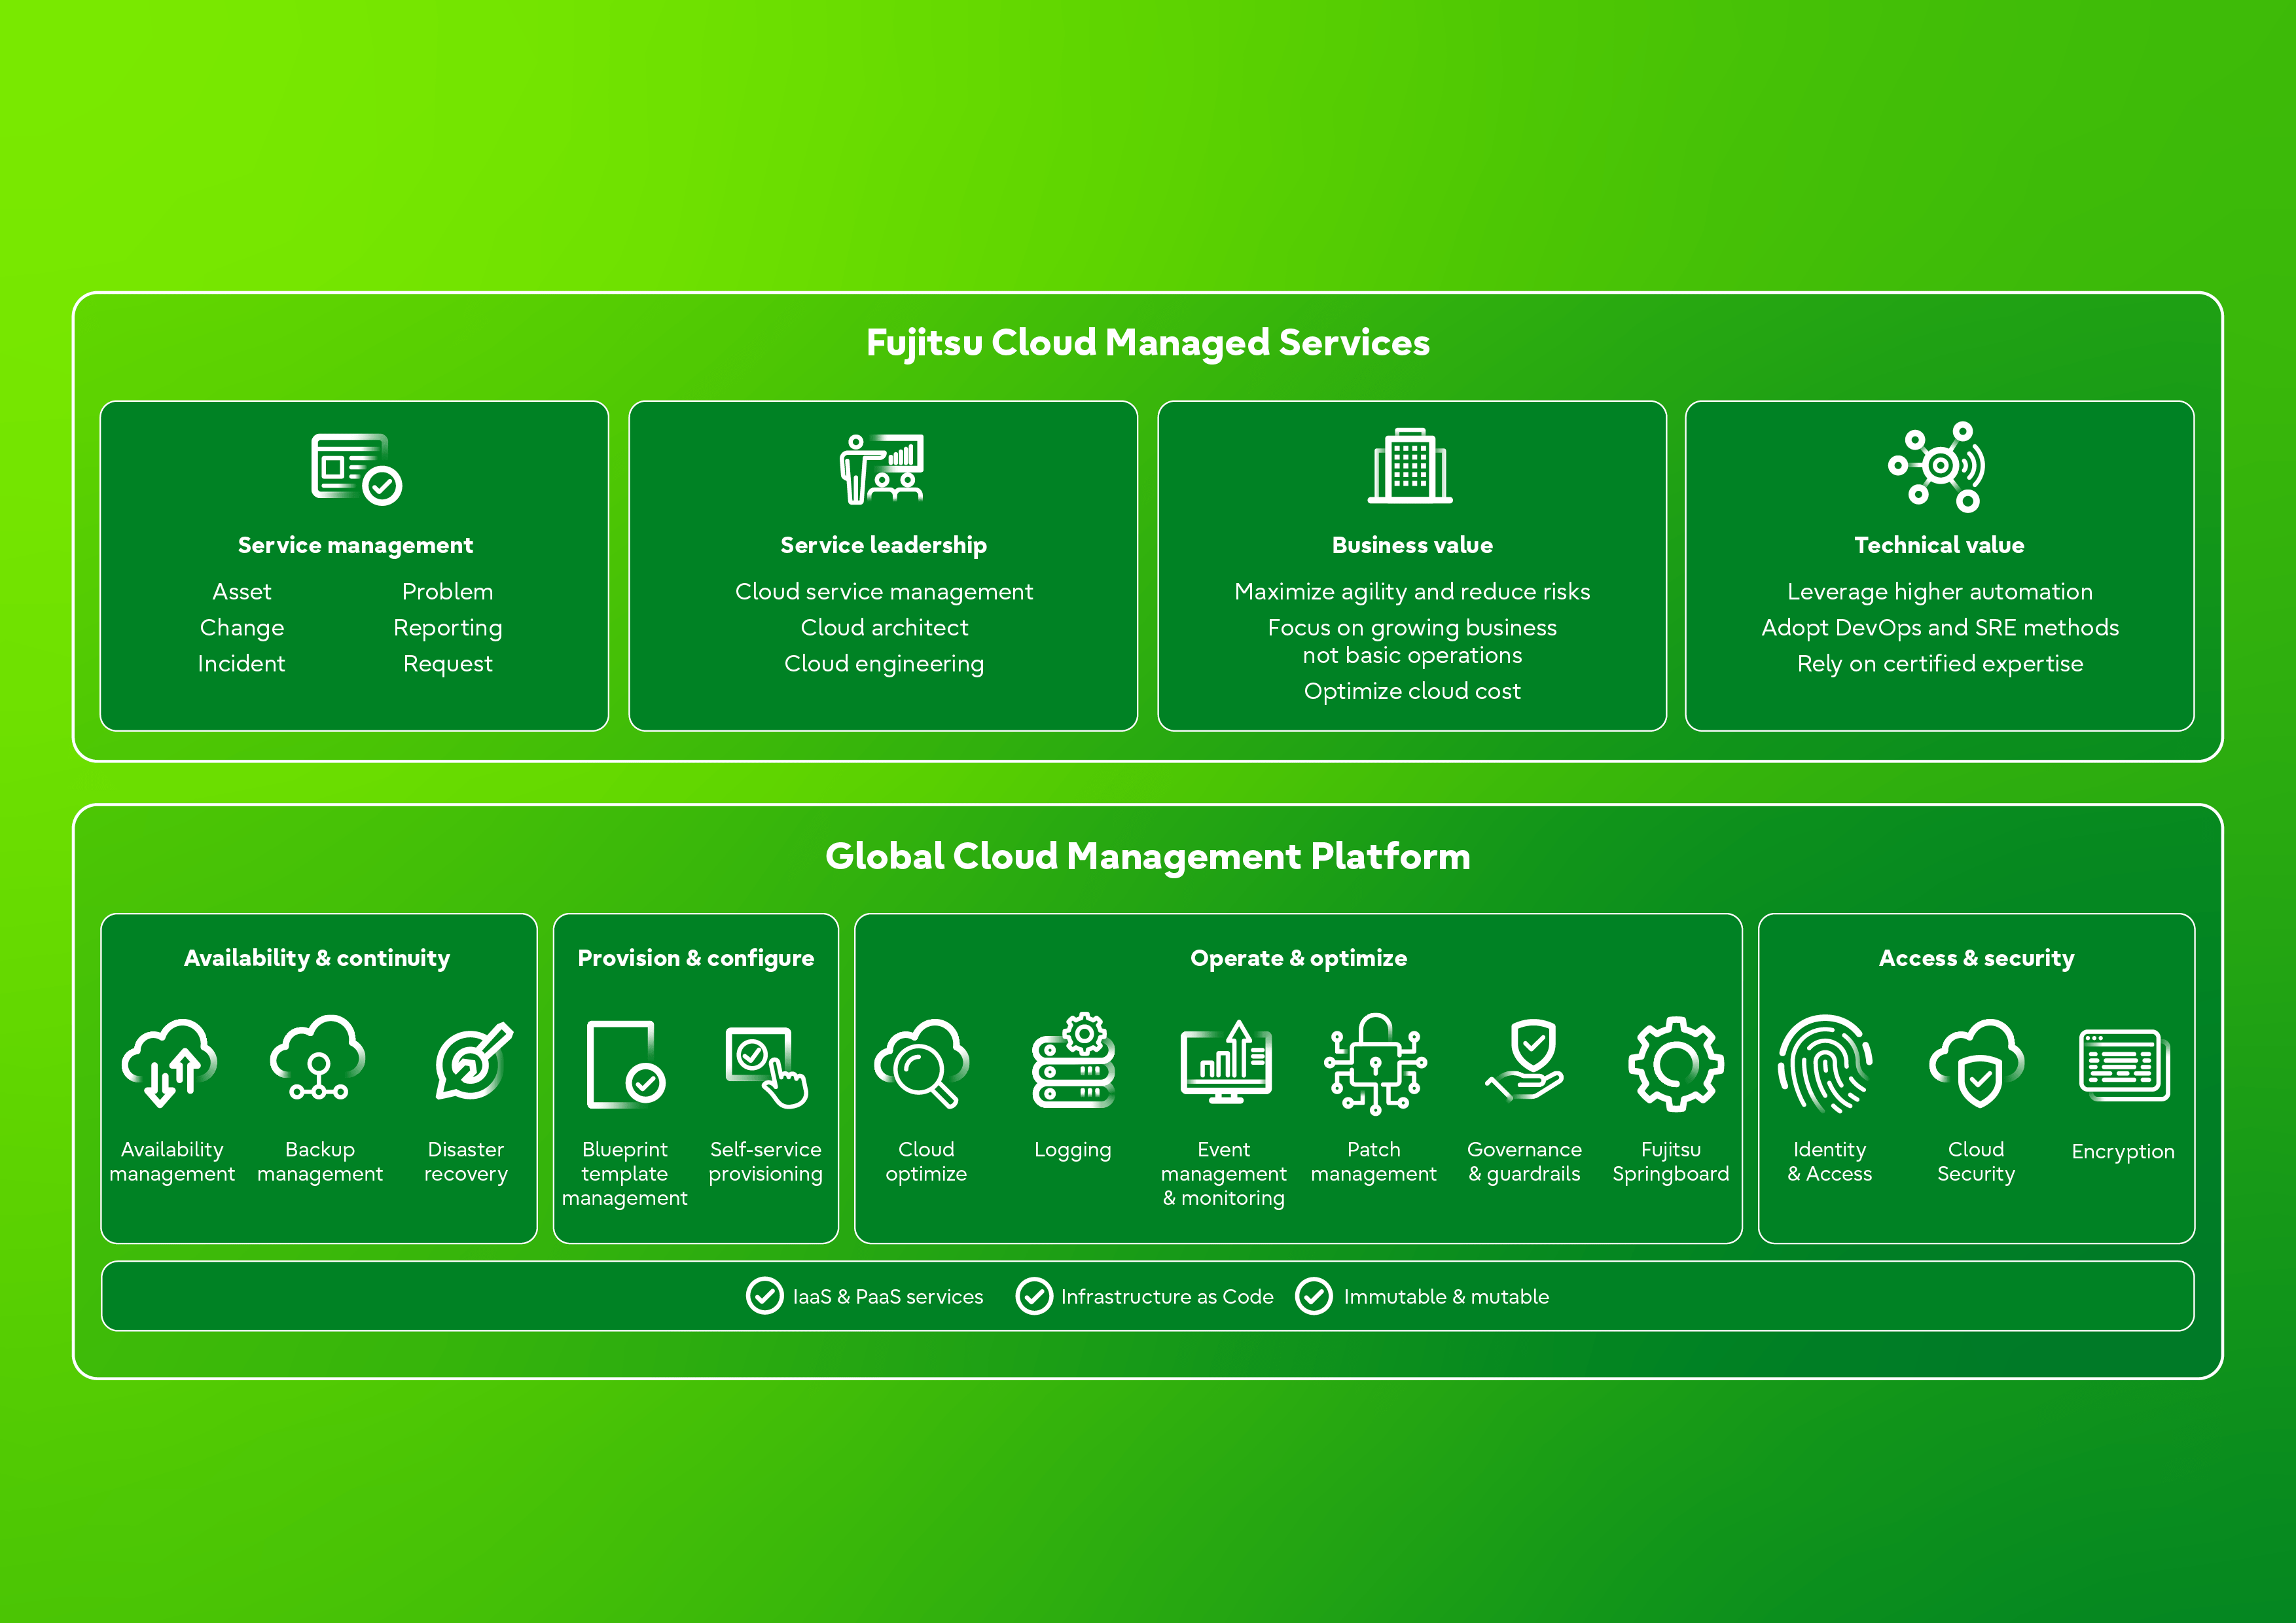 Fujitsu Cloud Managed Services
Service management
Asset
Change
Incident
Problem
Reporting
Request
Service leadership
Cloud service management
Cloud architect
Cloud engineering
Business value
Maximize agility and reduce risks
Focus on growing business
not basic operations
Optimize cloud cost
Technical value
Leverage higher automation
Adopt DevOps and SRE methods
Rely on certified expertise
Global Cloud Management Platform
Availability & continuity
Availability
management
Backup
management
Disaster
recovery
Provision & configure
Blueprint
template
management
Self-service
provisioning
Operate & optimize
Cloud
optimize
Logging
Event
management
& monitoring
Patch
management
Governance
& guardrails
Fujitsu
Springboard
Access & security
Identity
& Access
Cloud
Security
Encryption
IaaS & PaaS services
Infrastructure as Code
Immutable & mutable